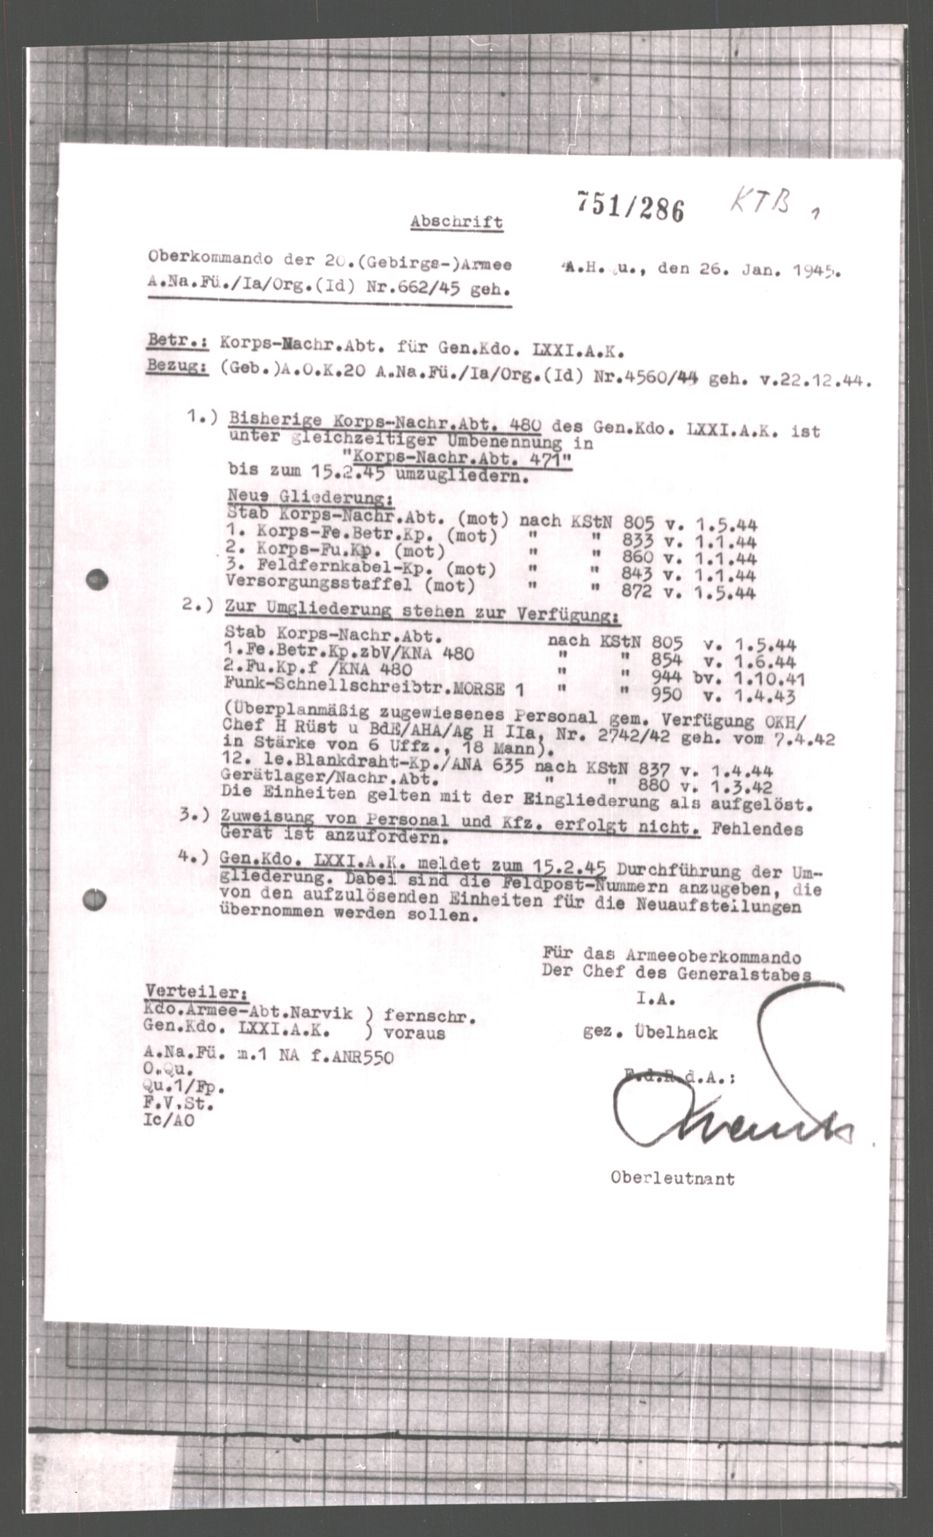 751/286 KTB 1
Abschrift
Oberkommando der 20.(Gebirgs-)Armee A.H. u., den 26. Jan. 1945.
A.Na.Fü./Ia/Org.(Id) Nr.662/45 geh.
Betr.: Korps-Nachr.Abt. für Gen.Kdo. LXXI.A.K.
Bezug: (Geb.)A.O.K.20 A.Na.Fü./Ia/Org.(Id) Nr.4560/44 geh. v.22.12.44.
1.) Bisherige Korps-Nachr.Abt. 480 des Gen.Kdo. LXXI.A.K. ist
unter gleichzeitiger Umbenennung in
"Korps-Nachr.Abt. 471"
bis zum 15.2.45 umzugliedern.
Neue Gliederung:
Stab Korps-Nachr.Abt. (mot) nach KStN 805 v. 1.5.44
1. Korps-Fe.Betr.Kp. (mot) " " 833 v. 1.1.44
2. Korps-Fu.Kp. (mot) " " 860 v. 1.1.44
3. Feldfernkabel-Kp. (mot) " " 843 v. 1.1.44
Versorgungsstaffel (mot) " " 872 v. 1.5.44
2.) Zur Umgliederung stehen zur Verfügung:
Stab Korps-Nachr.Abt. nach KStN 805 v. 1.5.44
1.Fe.Betr.Kp.zbV/KNA 480 " " 854 v. 1.6.44
2.Fu.Kp.f /KNA 480 " " 944 bv. 1.10.41
Funk-Schnellschreibtr.MORSE 1 " " 950 v. 1.4.43
(Überplanmäßig zugewiesenes Personal gem. Verfügung OKH/
Chef H Rüst u BdE/AHA/Ag H IIa, Nr. 2742/42 geh. vom 7.4.42
in Stärke von 6 Uffz., 18 Mann).
12. le.Blankdraht-Kp./ANA 635 nach KStN 837 v. 1.4.44
Gerätlager/Nachr.Abt. " " 880 v. 1.3.42
Die Einheiten gelten mit der Eingliederung als aufgelöst.
3.) Zuweisung von Personal und Kfz. erfolgt nicht. Fehlendes
Gerät ist anzufordern.
4.) Gen.Kdo. LXXI.A.K. meldet zum 15.2.45 Durchführung der Um-
gliederung. Dabei sind die Feldpost-Nummern anzugeben, die
von den aufzulösenden Einheiten für die Neuaufstellungen
übernommen werden sollen.
Für das Armeeoberkommando
Der Chef des Generalstabes
I.A.
gez. Übelhack
F.d.R.d.A.:
Oberleutnant
Verteiler:
Kdo.Armee-Abt.Narvik ) fernschr.
Gen.Kdo. LXXI.A.K. ) voraus
A.Na.Fü. m.1 NA f.ANR550
O.Qu.
Qu.1/Fp.
F.V.St.
Ic/AO